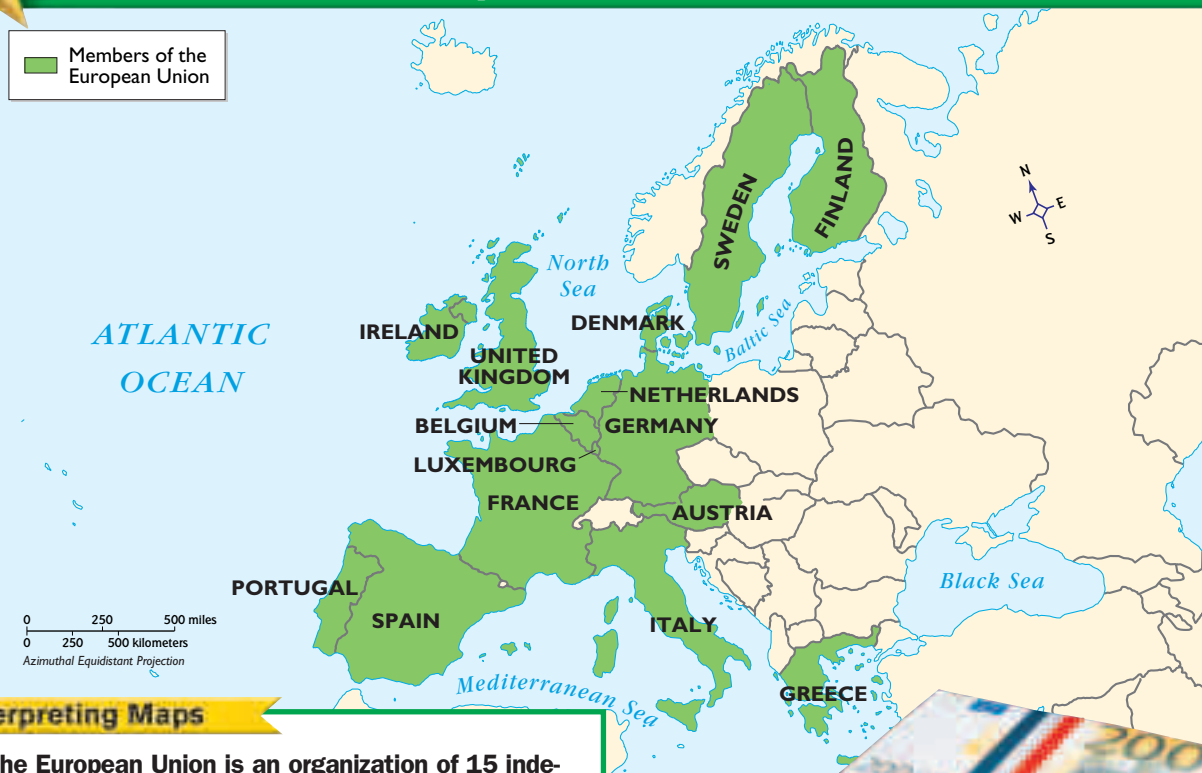 Members of the
European Union
ATLANTIC
OCEAN
North
Sea
SWEDEN
FINLAND
N
W
E
S
IRELAND
DENMARK
Baltic Sea
UNITED
KINGDOM
NETHERLANDS
BELGIUM
GERMANY
LUXEMBOURG
FRANCE
AUSTRIA
PORTUGAL
SPAIN
ITALY
Black Sea
GREECE
Mediterranean Sea
0 250 500 miles
0 250 500 kilometers
Azimuthal Equidistant Projection
erpreting Maps
he European Union is an organization of 15 inde-
200